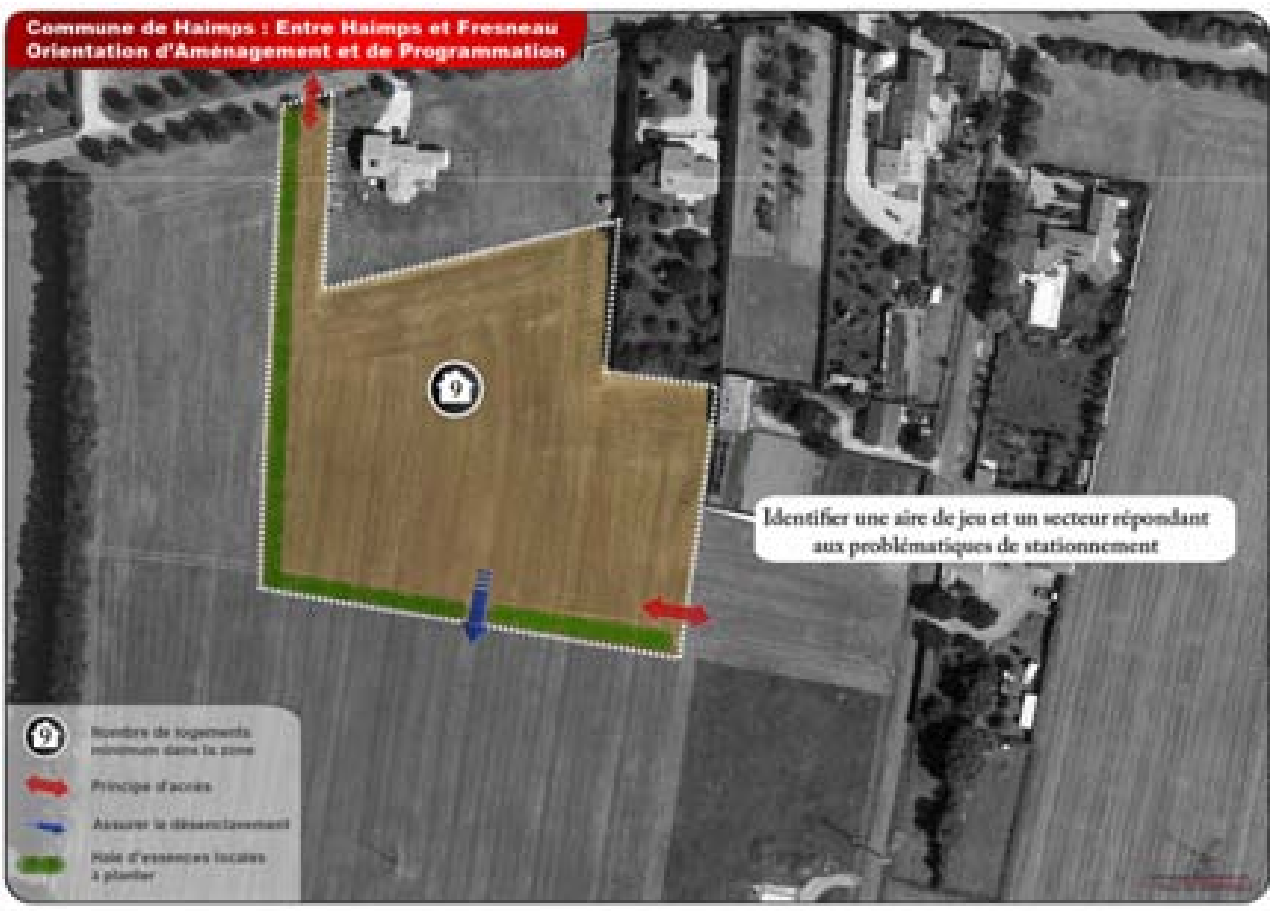 Commune de Haimps : Entre Haimps et Fresneau
Orientation d'Aménagement et de Programmation
9
Identifier une aire de jeu et un secteur répondant
aux problématiques de stationnement
9
Nombre de logements
minimum dans la zone
Principe d'accès
Assurer le désenclavement
Haie d'essences locales
à planter